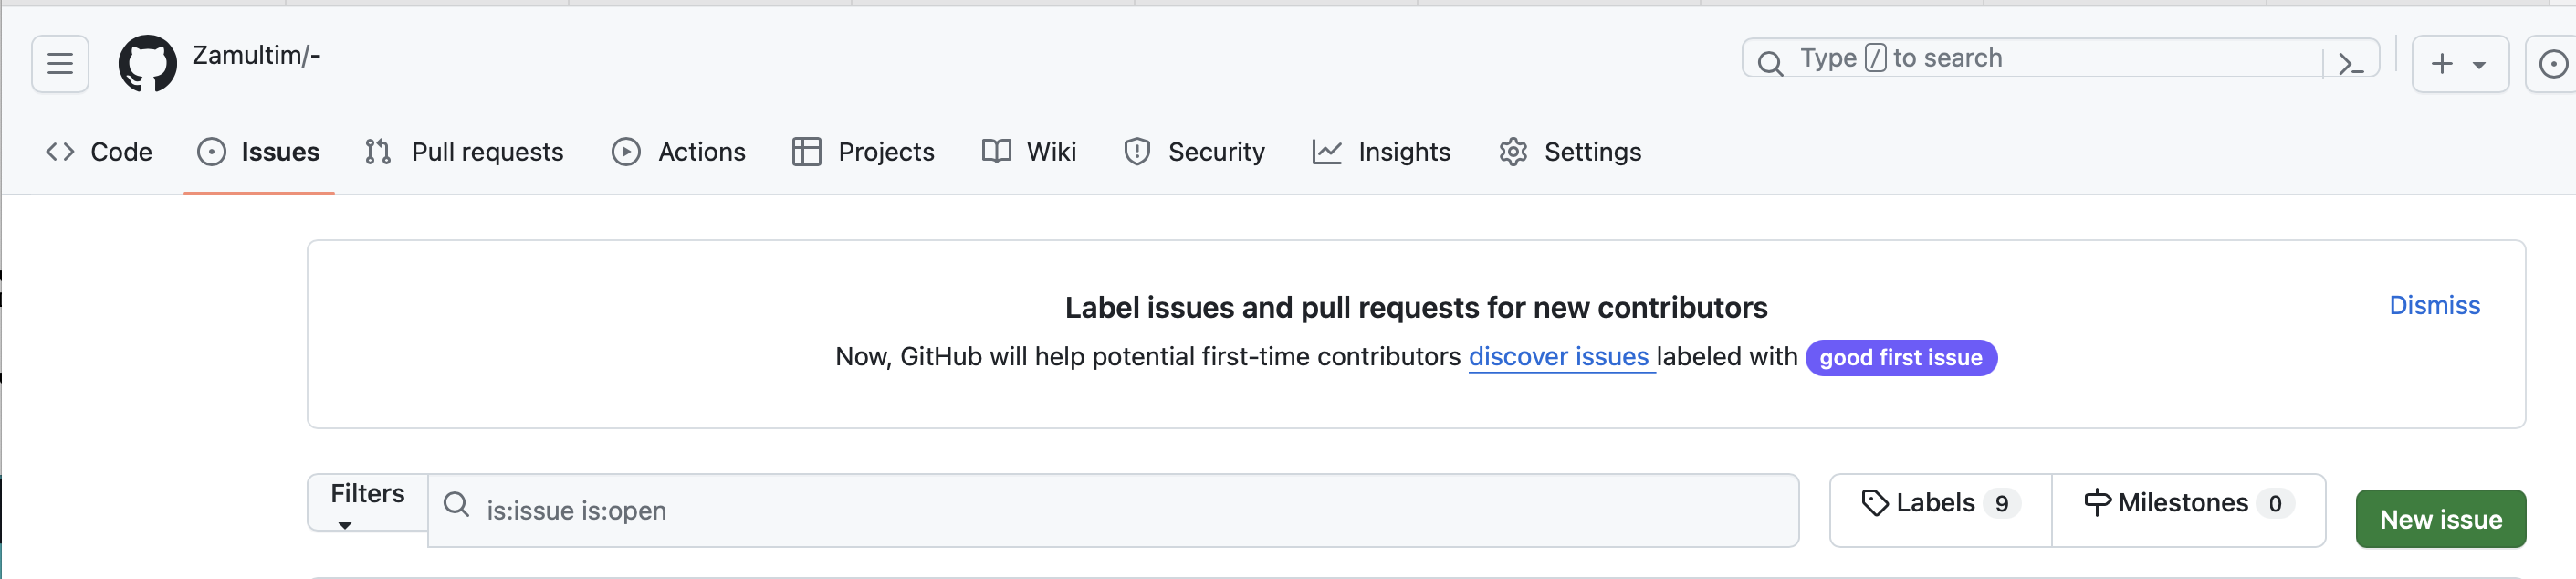 Zamultim/-
Type / to search
Code Issues Pull requests Actions Projects Wiki Security Insights Settings
Label issues and pull requests for new contributors
Dismiss
Now, GitHub will help potential first-time contributors discover issues labeled with good first issue
Filters
is:issue is:open
Labels 9
Milestones 0
New issue